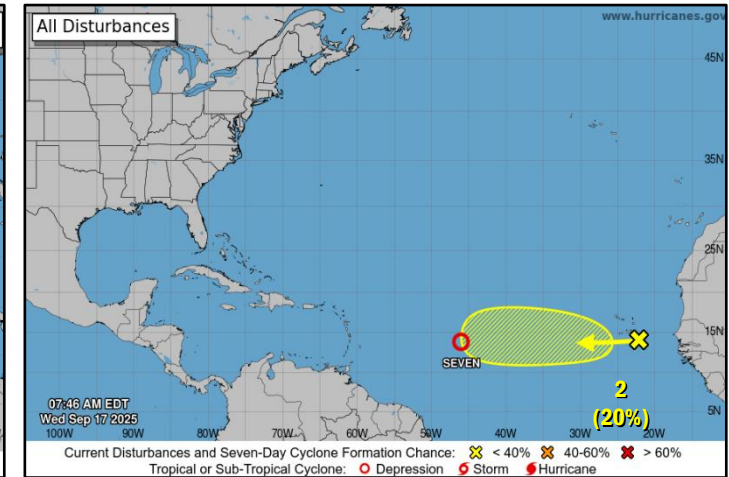 All Disturbances
www.hurricanes.gov
45N
35N
25N
15N
SEVEN
2
(20%)
07:46 AM EDT
Wed Sep 17 2025
5N
100W 90W 80W 70W 60W 50W 40W 30W 20W
Current Disturbances and Seven-Day Cyclone Formation Chance: < 40% 40-60% > 60%
Tropical or Sub-Tropical Cyclone: Depression Storm Hurricane